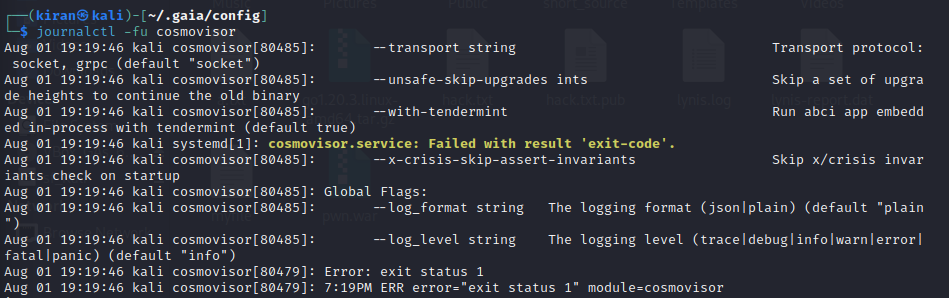 ┌──(kiran㉿kali)-[~/.gaia/config]
└─$ journalctl -fu cosmovisor
Aug 01 19:19:46 kali cosmovisor[80485]:       --transport string                                Transport protocol:
 socket, grpc (default "socket")
Aug 01 19:19:46 kali cosmovisor[80485]:       --unsafe-skip-upgrades ints                       Skip a set of upgra
de heights to continue the old binary
Aug 01 19:19:46 kali cosmovisor[80485]:       --with-tendermint                                 Run abci app embedd
ed in-process with tendermint (default true)
Aug 01 19:19:46 kali systemd[1]: cosmovisor.service: Failed with result 'exit-code'.
Aug 01 19:19:46 kali cosmovisor[80485]:       --x-crisis-skip-assert-invariants                 Skip x/crisis invar
iants check on startup
Aug 01 19:19:46 kali cosmovisor[80485]: Global Flags:
Aug 01 19:19:46 kali cosmovisor[80485]:       --log_format string   The logging format (json|plain) (default "plain
")
Aug 01 19:19:46 kali cosmovisor[80485]:       --log_level string    The logging level (trace|debug|info|warn|error|
fatal|panic) (default "info")
Aug 01 19:19:46 kali cosmovisor[80479]: Error: exit status 1
Aug 01 19:19:46 kali cosmovisor[80479]: 7:19PM ERR error="exit status 1" module=cosmovisor